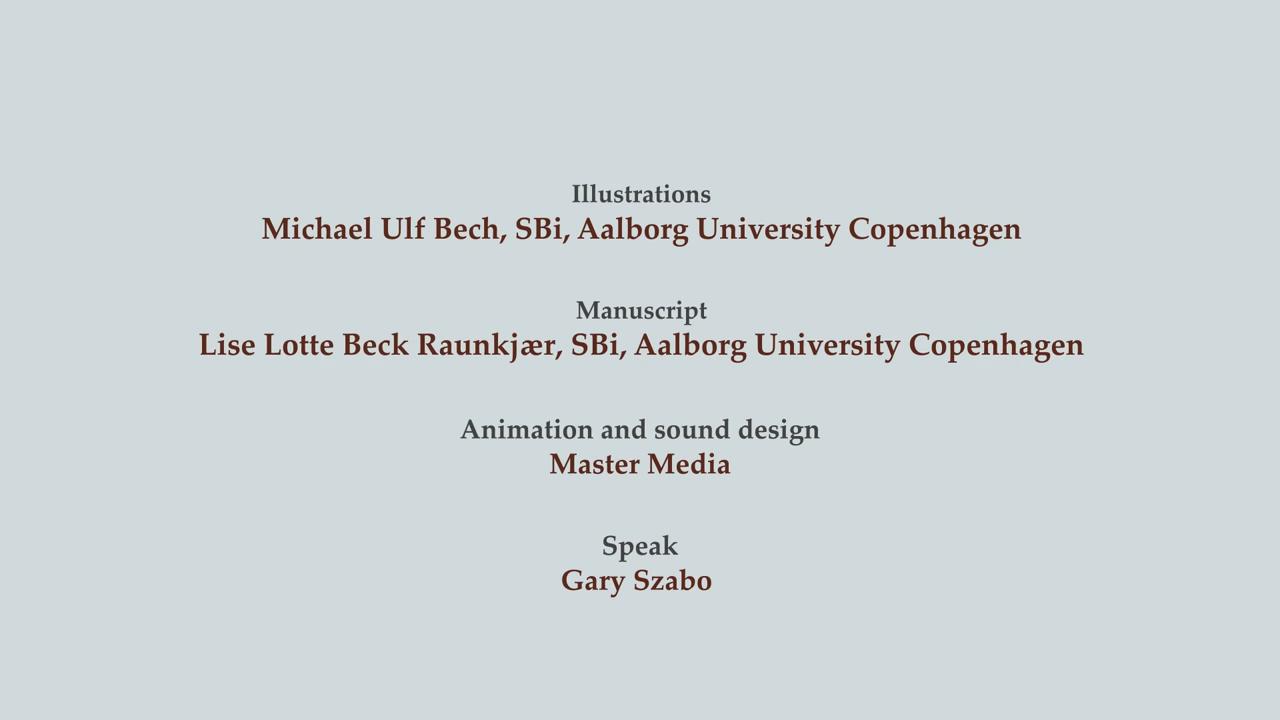 Illustrations
Michael Ulf Bech, SBi, Aalborg University Copenhagen
Manuscript
Lise Lotte Beck Raunkjær, SBi, Aalborg University Copenhagen
Animation and sound design
Master Media
Speak
Gary Szabo